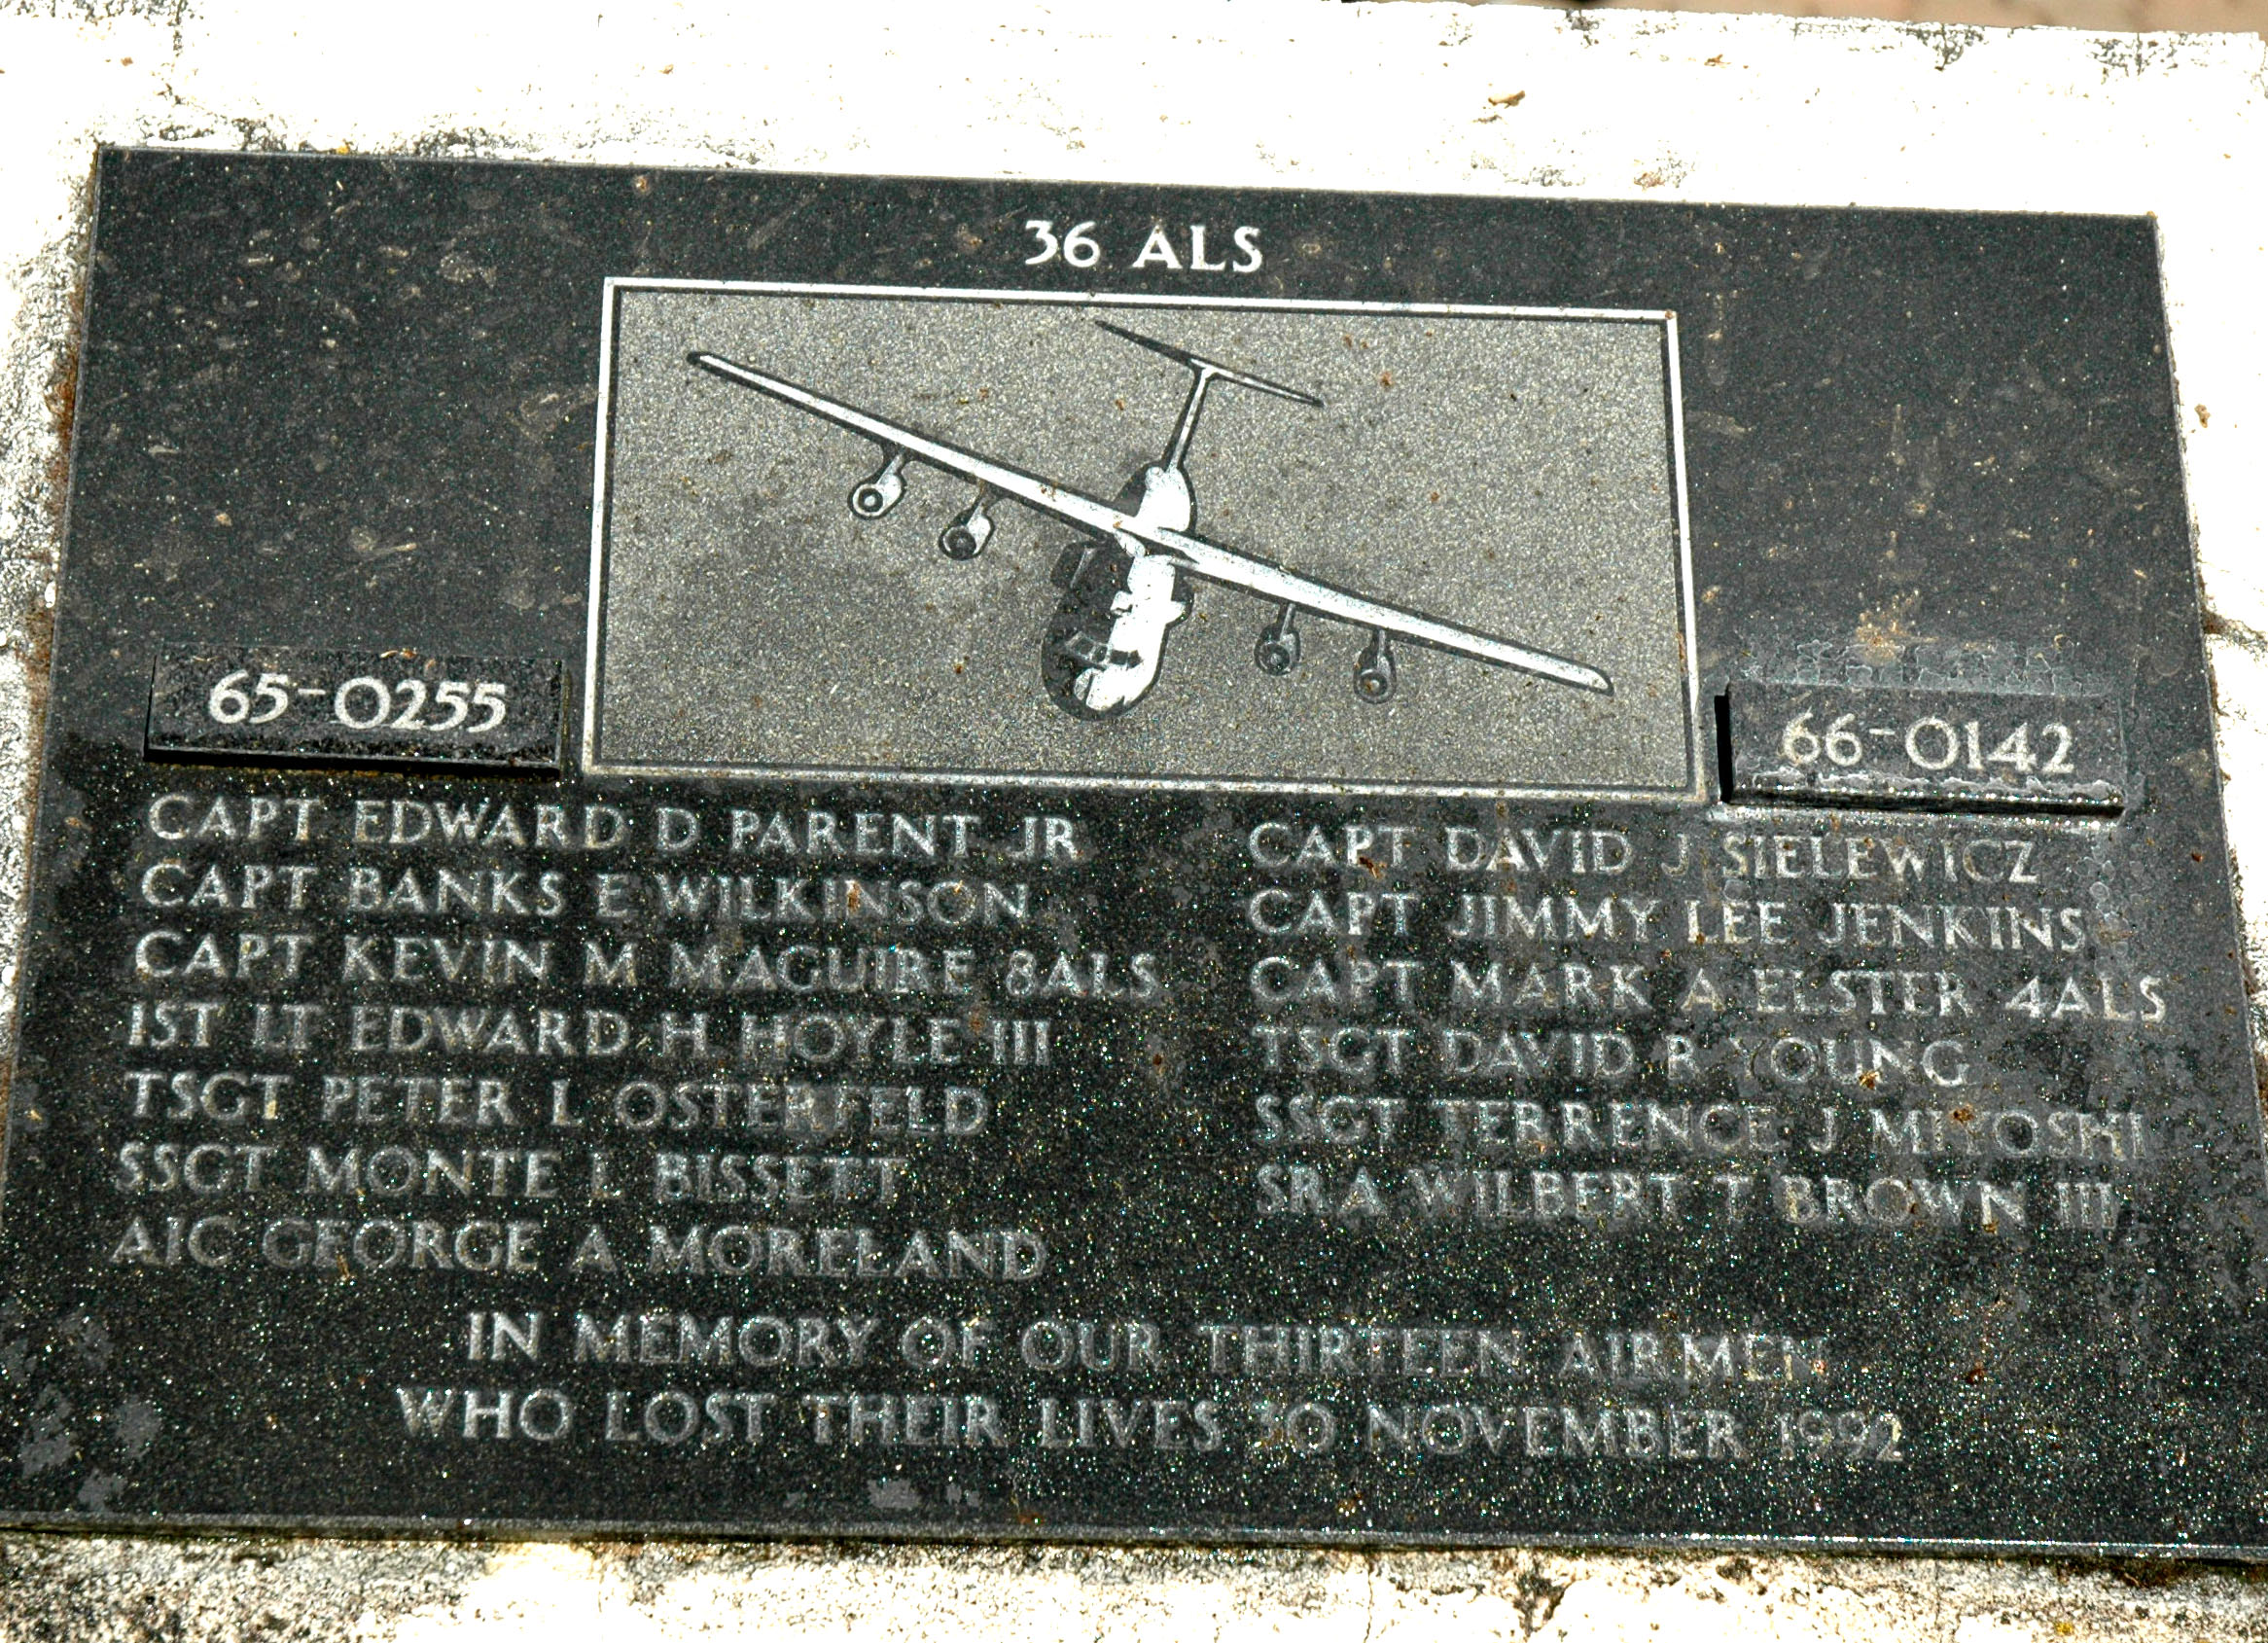 36 ALS
65-0255
CAPT EDWARD D PARENT JR
CAPT BANKS E WILKINSON
CAPT KEVIN M MAGUIRE 8ALS
1ST LT EDWARD H HOYLE III
TSGT PETER L OSTERFELD
SSGT MONTE L BISSETT
A1C GEORGE A MORELAND
66-0142
CAPT DAVID J SIELEWICZ
CAPT JIMMY LEE JENKINS
CAPT MARK A ELSTER 4ALS
TSGT DAVID R YOUNG
SSGT TERRENCE J MIYOSHI
SRA WILBERT T BROWN III
IN MEMORY OF OUR THIRTEEN AIRMEN
WHO LOST THEIR LIVES 30 NOVEMBER 1992